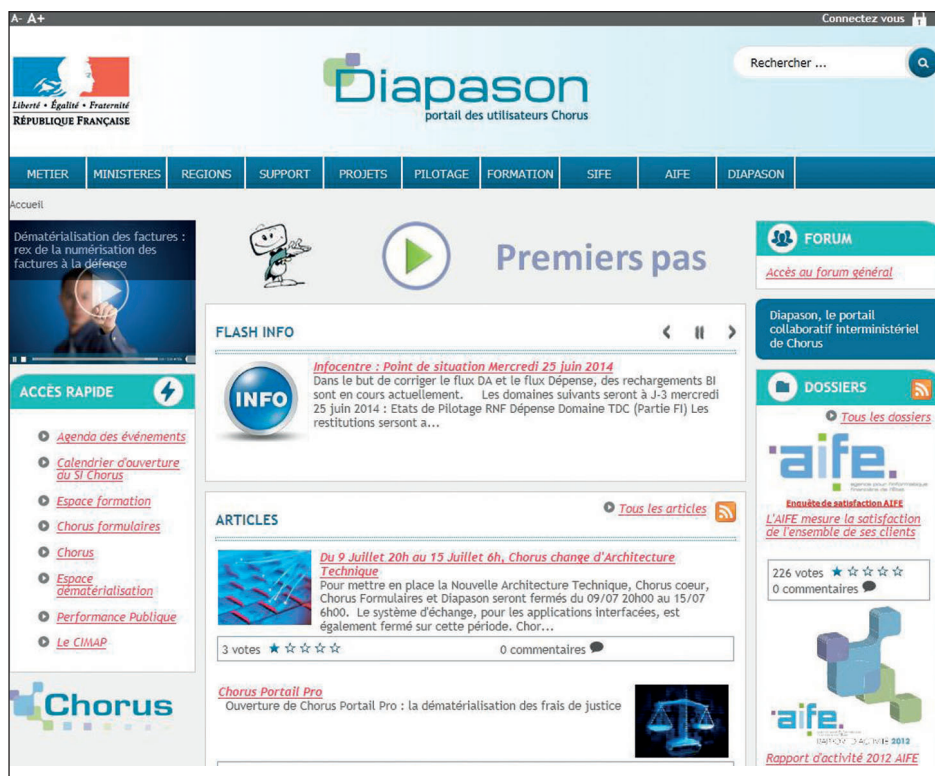 A- A+
Connectez vous
Liberté • Égalité • Fraternité
RÉPUBLIQUE FRANÇAISE
Diapason
portail des utilisateurs Chorus
Rechercher ...
METIER MINISTERES REGIONS SUPPORT PROJETS PILOTAGE FORMATION SIFE AIFE DIAPASON
Accueil
Dématérialisation des factures :
rex de la numérisation des
factures à la défense
ACCÈS RAPIDE
Agenda des événements
Calendrier d'ouverture
du SI Chorus
Espace formation
Chorus formulaires
Chorus
Espace
dématérialisation
Performance Publique
Le CIMAP
Chorus
Premiers pas
FLASH INFO
INFO
Infocentre : Point de situation Mercredi 25 juin 2014
Dans le but de corriger le flux DA et le flux Dépense, des rechargements BI
sont en cours actuellement. Les domaines suivants seront à J-3 mercredi
25 juin 2014 : Etats de Pilotage RNF Dépense Domaine TDC (Partie FI) Les
restitutions sersont a...
ARTICLES
Tous les articles
Du 9 Juillet 20h au 15 Juillet 6h, Chorus change d'Architecture
Technique
Pour mettre en place la Nouvelle Architecture Technique, Chorus coeur,
Chorus Formulaires et Diapason seront fermés du 09/07 20h00 au 15/07
6h00. Le système d'échange, pour les applications interfacées, est
également fermé sur cette période. Chor...
3 votes
0 commentaires
Chorus Portail Pro
Ouverture de Chorus Portail Pro : la dématérialisation des frais de justice
FORUM
Accès au forum général
Diapason, le portail
collaboratif interministériel
de Chorus
DOSSIERS
Tous les dossiers
aife.
agence pour l'informatique
financière de l'État
Enquête de satisfaction AIFE
L'AIFE mesure la satisfaction
de l'ensemble de ses clients
226 votes
0 commentaires
aife.
RAPPORT D'ACTIVITÉ 2012
Rapport d'activité 2012 AIFE